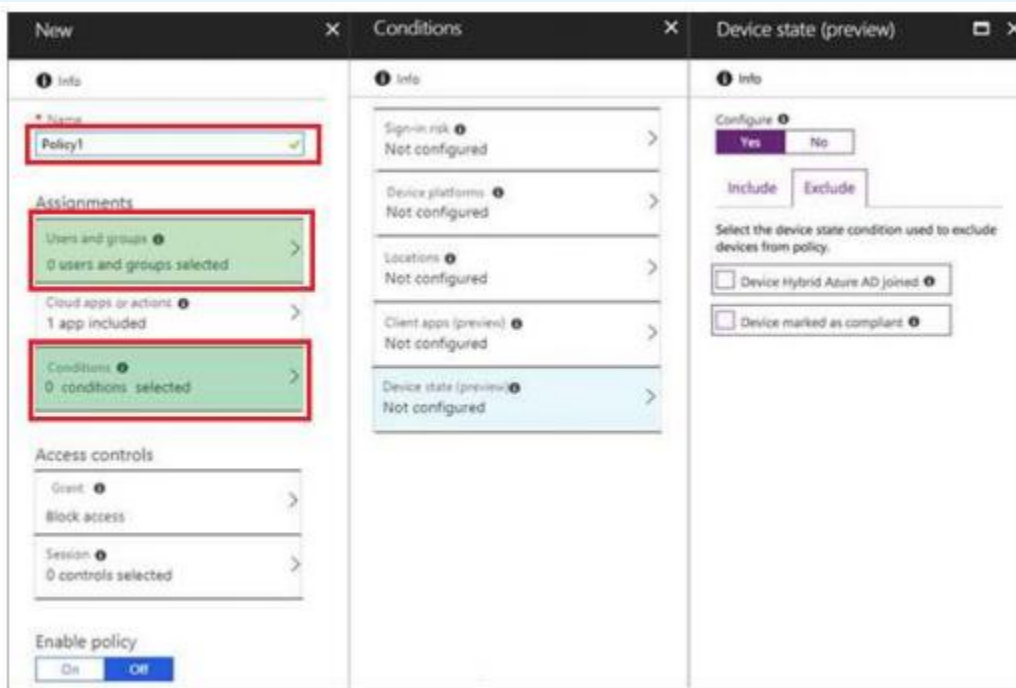 New
Info
* Name
Policy1
Assignments
Users and groups
0 users and groups selected
Cloud apps or actions
1 app included
Conditions
0 conditions selected
Access controls
Grant
Block access
Session
0 controls selected
Enable policy
On Off
Conditions
Info
Sign-in risk
Not configured
Device platforms
Not configured
Locations
Not configured
Client apps (preview)
Not configured
Device state (preview)
Not configured
Device state (preview)
Info
Configure
Yes No
Include Exclude
Select the device state condition used to exclude
devices from policy.
Device Hybrid Azure AD joined
Device marked as compliant